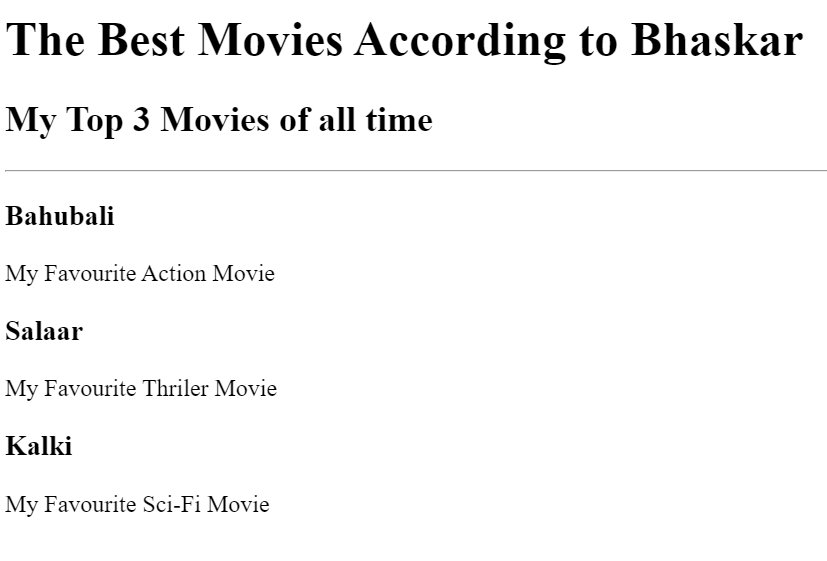 The Best Movies According to Bhaskar
My Top 3 Movies of all time
Bahubali
My Favourite Action Movie
Salaar
My Favourite Thriler Movie
Kalki
My Favourite Sci-Fi Movie